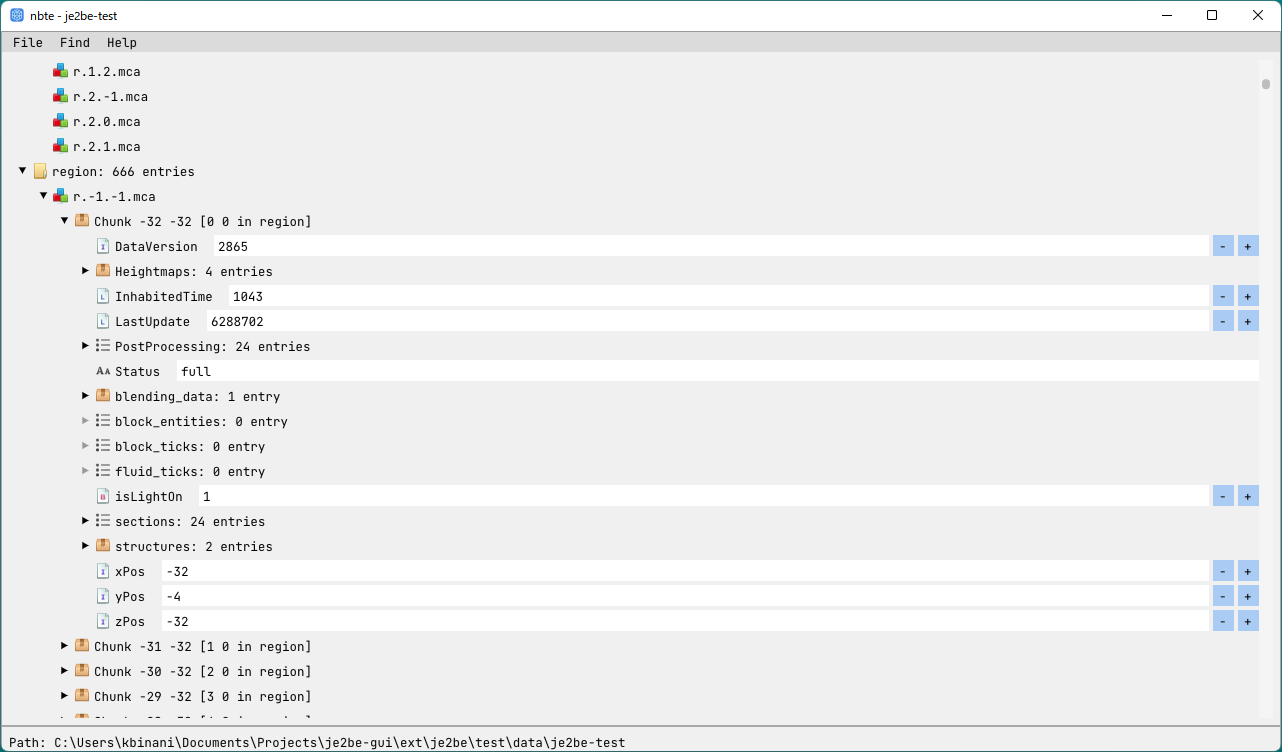 nbte - je2be-test
File Find Help
r.1.2.mca
r.2.-1.mca
r.2.0.mca
r.2.1.mca
region: 666 entries
r.-1.-1.mca
Chunk -32 -32 [0 0 in region]
DataVersion 2865 - +
Heightmaps: 4 entries
InhabitedTime 1043 - +
LastUpdate 6288702 - +
PostProcessing: 24 entries
Status full
blending_data: 1 entry
block_entities: 0 entry
block_ticks: 0 entry
fluid_ticks: 0 entry
isLightOn 1 - +
sections: 24 entries
structures: 2 entries
xPos -32 - +
yPos -4 - +
zPos -32 - +
Chunk -31 -32 [1 0 in region]
Chunk -30 -32 [2 0 in region]
Chunk -29 -32 [3 0 in region]
Path: C:\Users\kbinani\Documents\Projects\je2be-gui\ext\je2be\test\data\je2be-test